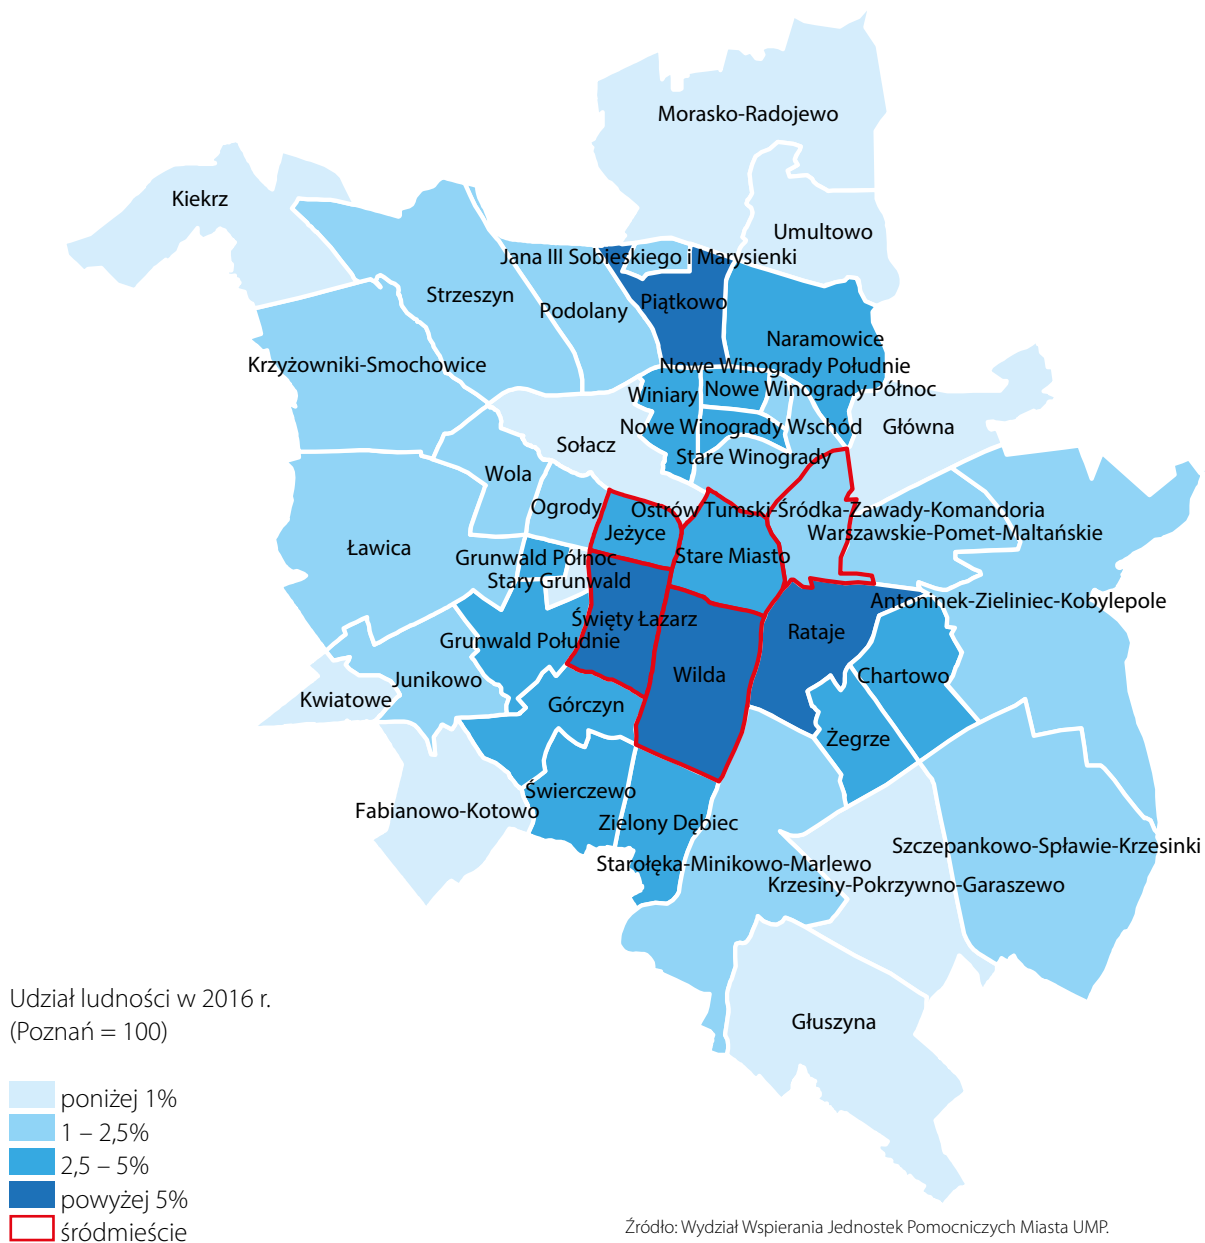 Morasko-Radojewo
Kiekrz
Umultowo
Jana III Sobieskiego i Marysienki
Strzeszyn
Piątkowo
Podolany
Naramowice
Krzyżowniki-Smochowice
Nowe Winogrady Południe
Nowe Winogrady Północ
Winiary
Nowe Winogrady Wschód
Główna
Sołacz
Stare Winogrady
Wola
Ogrody
Ostrów Tumski-Śródka-Zawady-Komandoria
Jeżyce
Warszawskie-Pomet-Maltańskie
Ławica
Grunwald Północ
Stare Miasto
Stary Grunwald
Antoninek-Zieliniec-Kobylepole
Święty Łazarz
Rataje
Grunwald Południe
Wilda
Chartowo
Junikowo
Kwiatowe
Górczyn
Żegrze
Świerczewo
Fabianowo-Kotowo
Zielony Dębiec
Szczepankowo-Spławie-Krzesinki
Starołęka-Minikowo-Marlewo
Krzesiny-Pokrzywno-Garaszewo
Głuszyna
Udział ludności w 2016 r.
(Poznań = 100)
poniżej 1%
1 – 2,5%
2,5 – 5%
powyżej 5%
śródmieście
Źródło: Wydział Wspierania Jednostek Pomocniczych Miasta UMP.